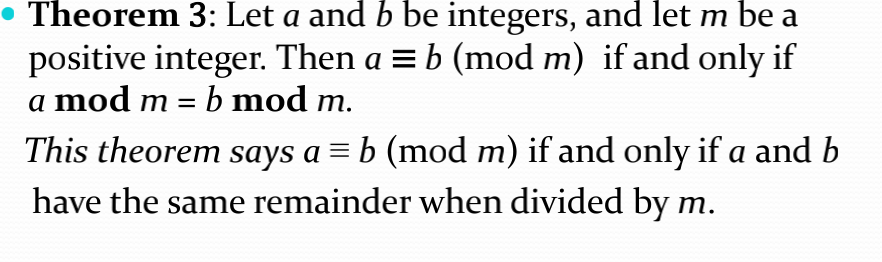 • Theorem 3: Let a and b be integers, and let m be a
positive integer. Then a ≡ b (mod m) if and only if
a mod m = b mod m.
This theorem says a ≡ b (mod m) if and only if a and b
have the same remainder when divided by m.